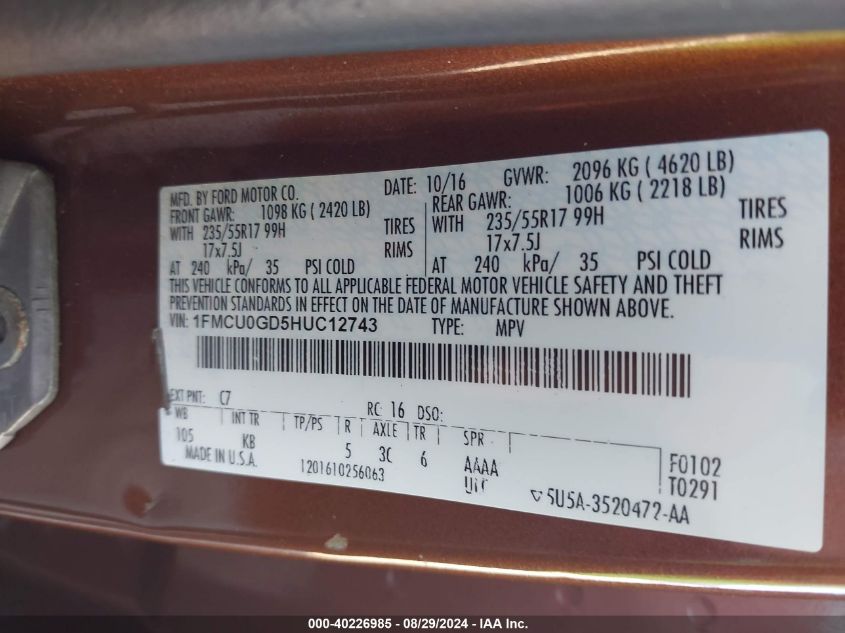 MFD. BY FORD MOTOR CO. DATE: 10/16 GVWR: 2096 KG ( 4620 LB)
FRONT GAWR: 1098 KG ( 2420 LB) REAR GAWR: 1006 KG ( 2218 LB)
WITH 235/55R17 99H TIRES WITH 235/55R17 99H TIRES
17x7.5J RIMS 17x7.5J RIMS
AT 240 kPa/ 35 PSI COLD AT 240 kPa/ 35 PSI COLD
THIS VEHICLE CONFORMS TO ALL APPLICABLE FEDERAL MOTOR VEHICLE SAFETY AND THEFT
PREVENTION STANDARDS IN EFFECT ON THE DATE OF MANUFACTURE SHOWN ABOVE.
VIN: 1FMCU0GD5HUC12743 TYPE: MPV
EXT PNT: C7 RC: 16 DSO:
WB INT TR TP/PS R AXLE TR SPR
105 KB 5 3C 6 AAAA F0102
MADE IN U.S.A. 1201610256063 T0291
5U5A-3520472-AA
000-40226985 - 08/29/2024 - IAA Inc.